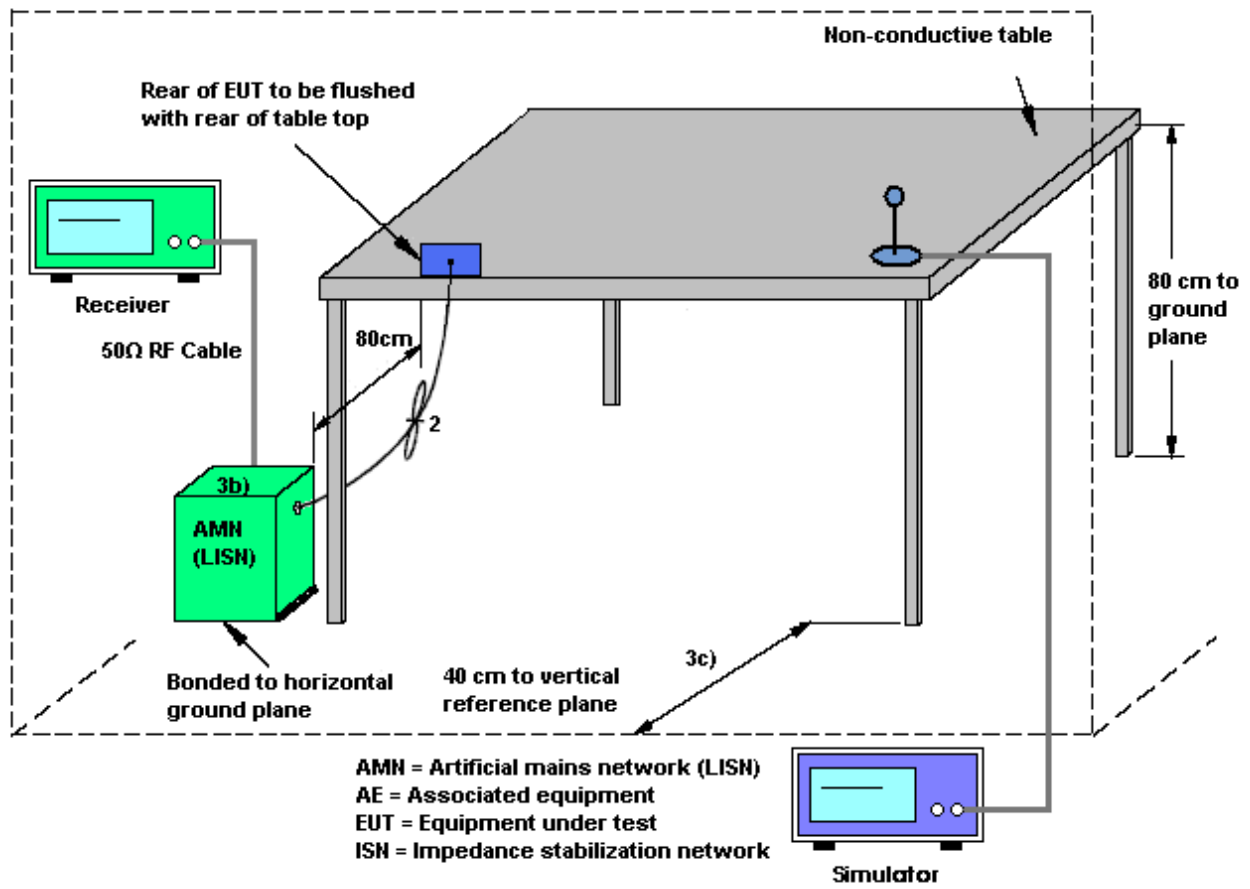 Non-conductive table
Rear of EUT to be flushed
with rear of table top
Receiver
50Ω RF Cable
80cm
2
80 cm to
ground
plane
3b)
AMN
(LISN)
Bonded to horizontal
ground plane
40 cm to vertical
reference plane
3c)
AMN = Artificial mains network (LISN)
AE = Associated equipment
EUT = Equipment under test
ISN = Impedance stabilization network
Simulator